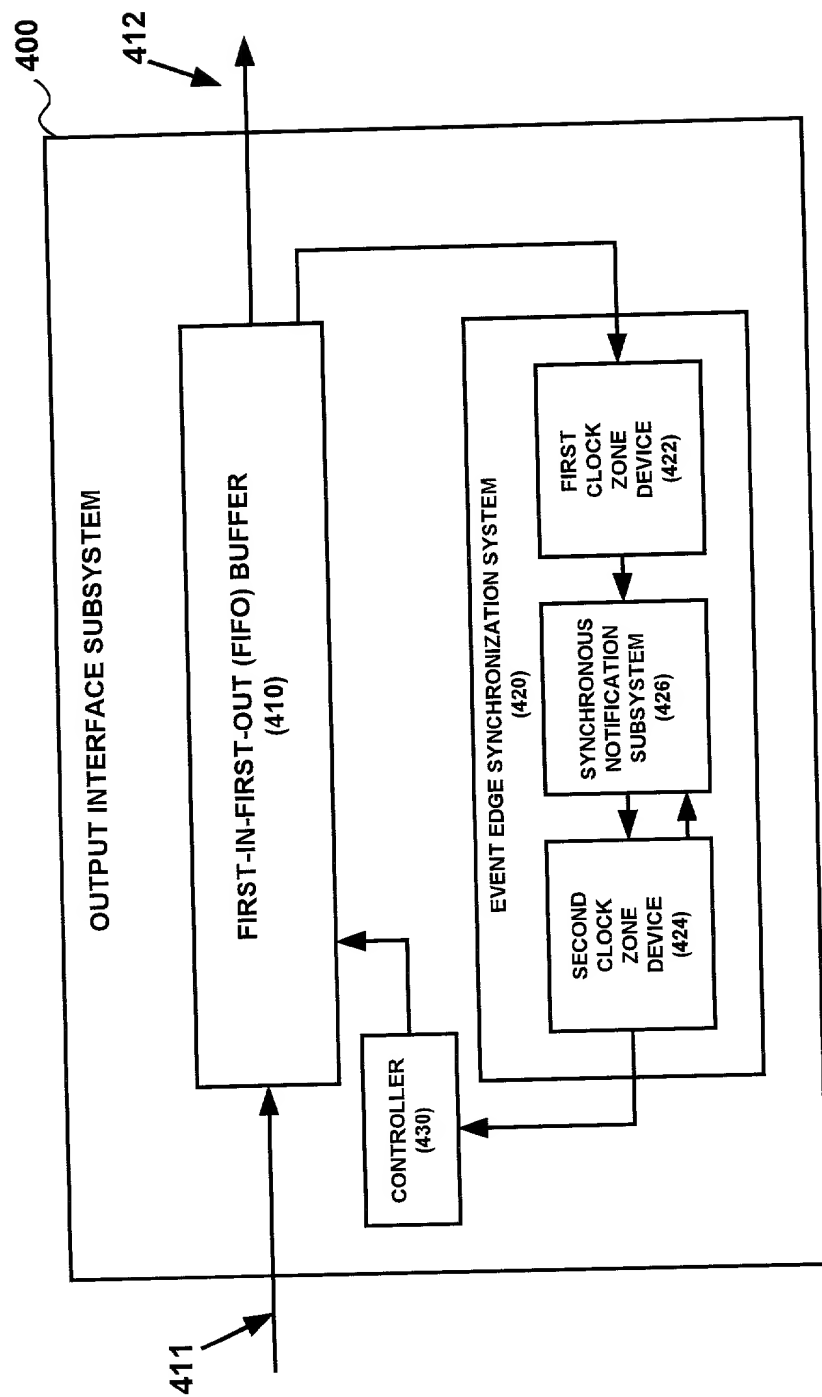 400
412
OUTPUT INTERFACE SUBSYSTEM
FIRST-IN-FIRST-OUT (FIFO) BUFFER
(410)
411
CONTROLLER
(430)
EVENT EDGE SYNCHRONIZATION SYSTEM
(420)
SECOND
CLOCK
ZONE
DEVICE
(424)
SYNCHRONOUS
NOTIFICATION
SUBSYSTEM
(426)
FIRST
CLOCK
ZONE
DEVICE
(422)